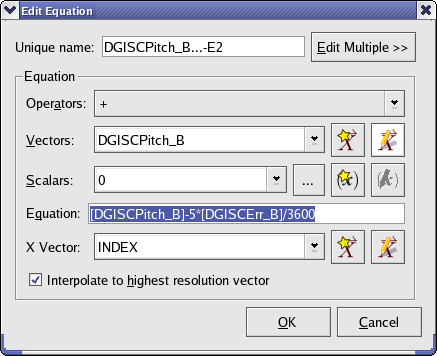 Edit Equation
Unique name: DGISCPitch_B...-E2 Edit Multiple >>
Equation
Operators: +
Vectors: DGISCPitch_B
Scalars: 0 ... (x) (x)
Equation: [DGISCPitch_B]-5*[DGISCErr_B]/3600
X Vector: INDEX
Interpolate to highest resolution vector
OK Cancel